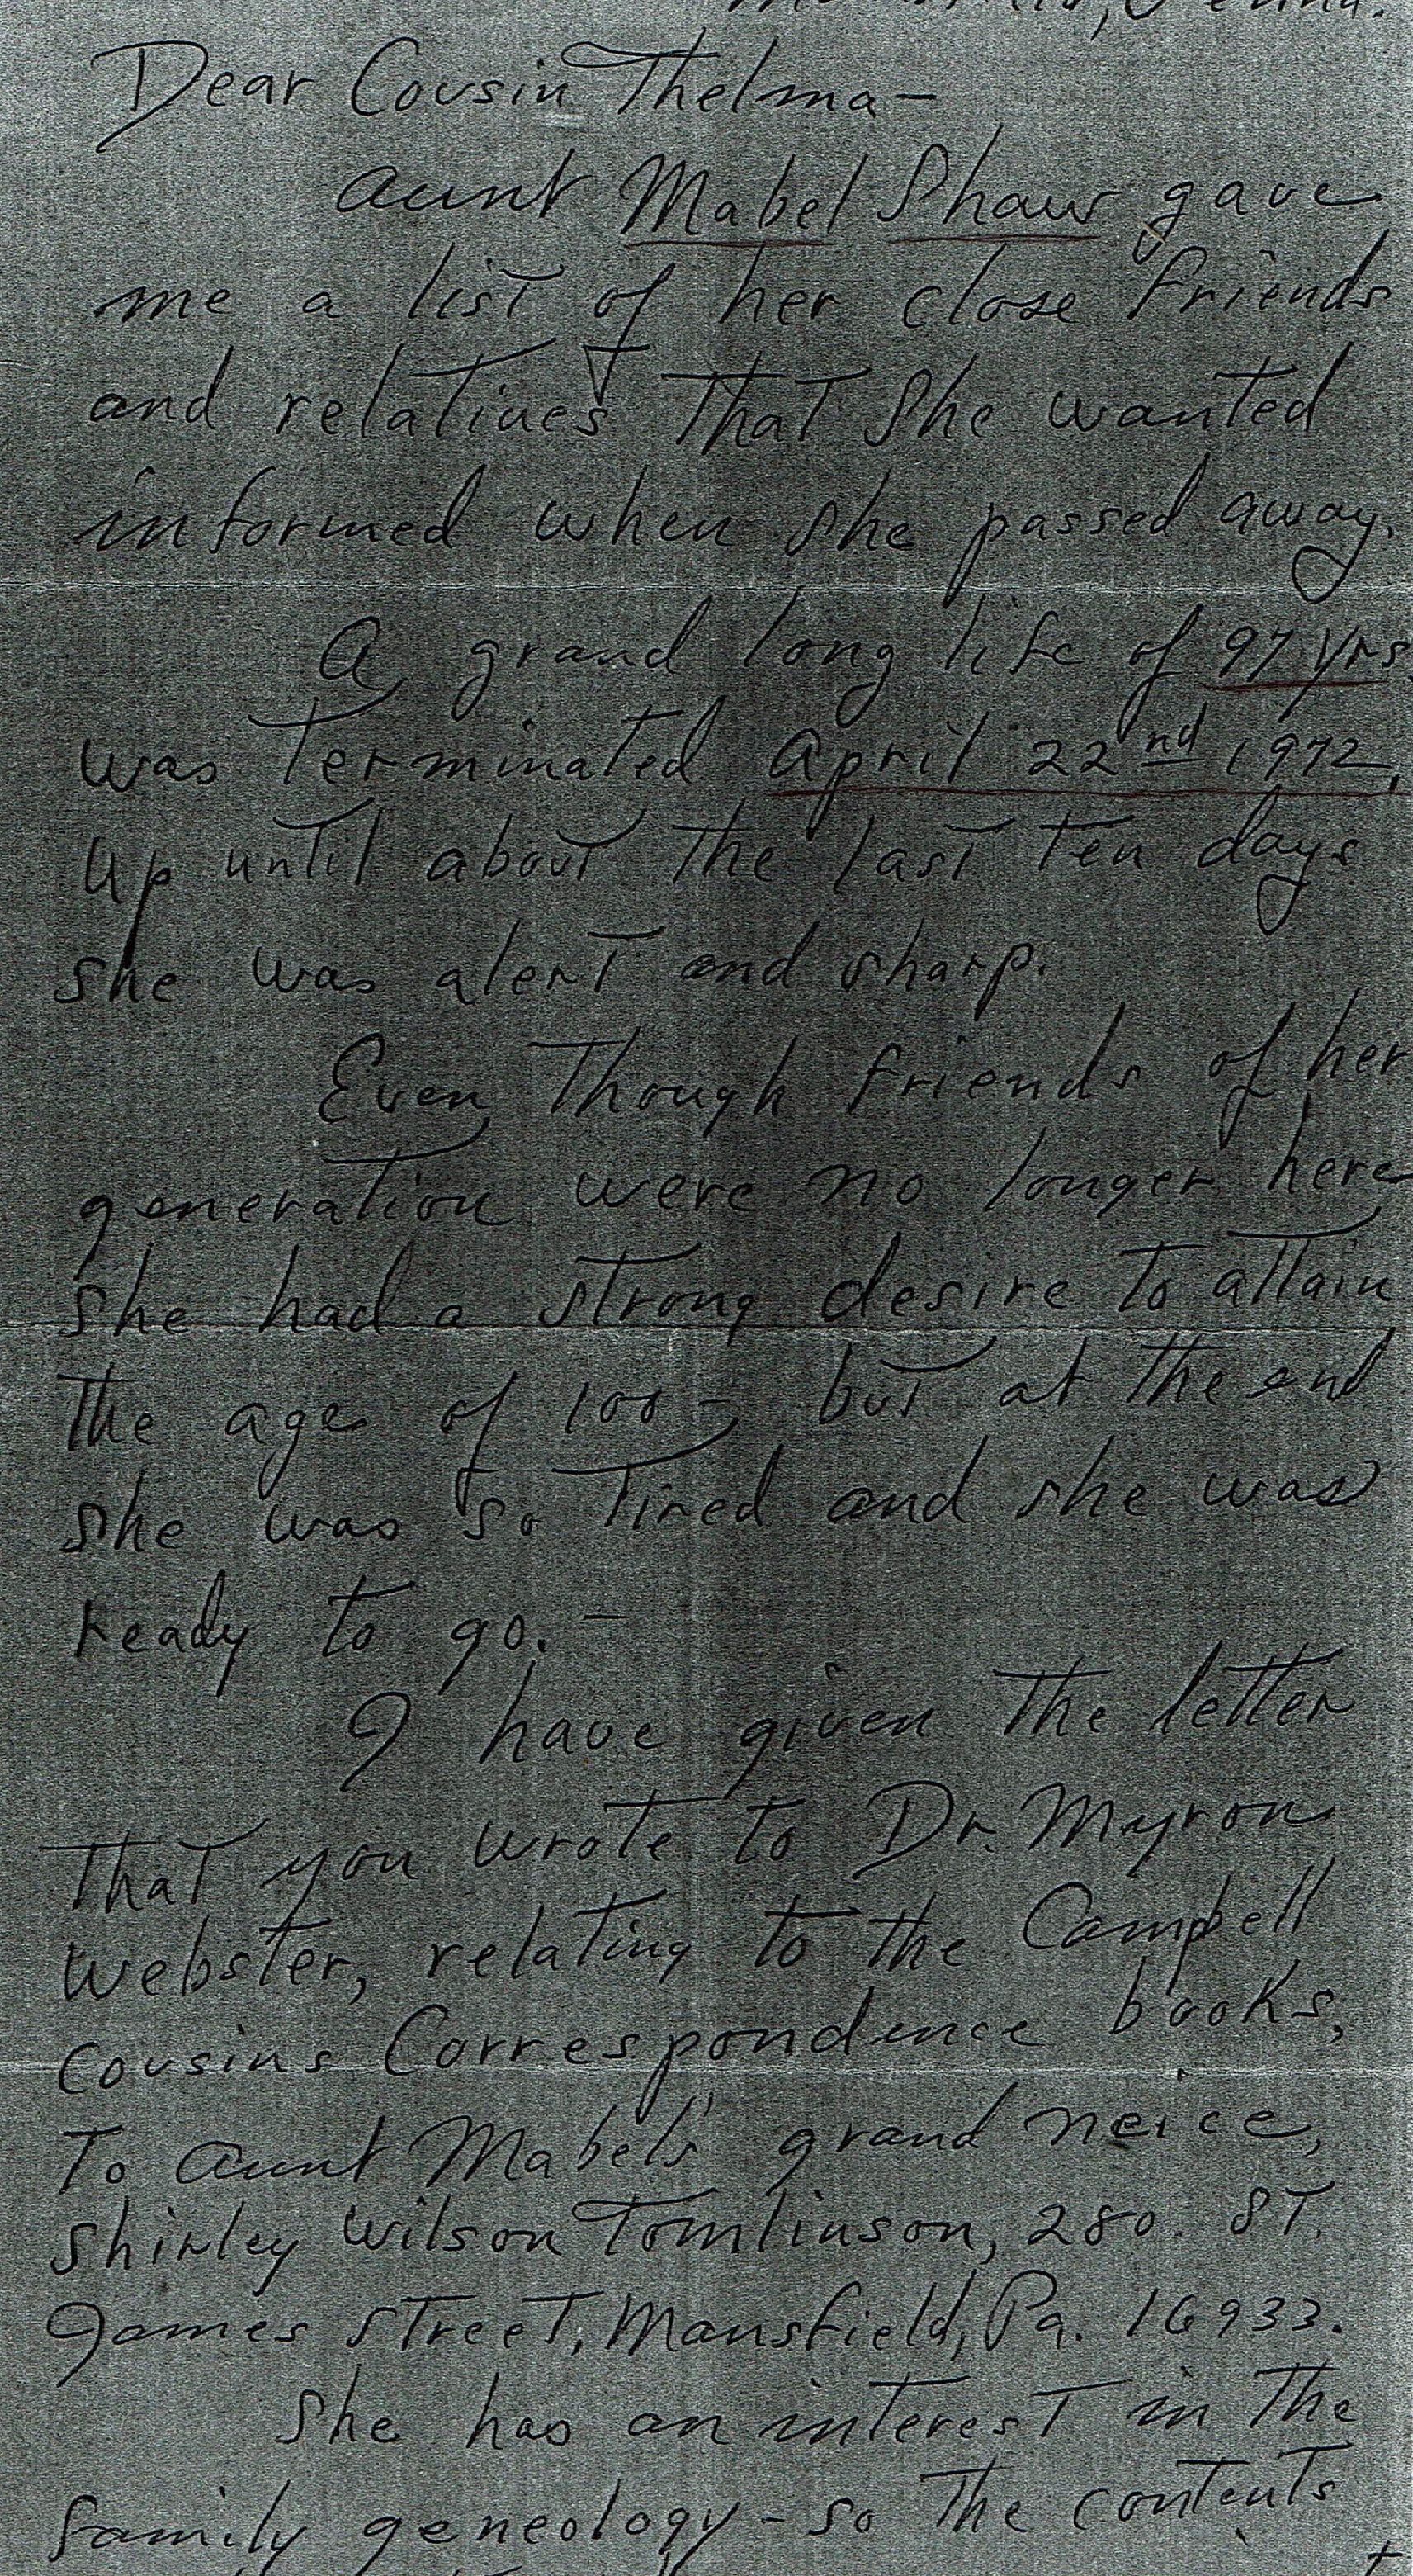 Penna.
Dear Cousin Thelma —
Aunt Mabel Shaw gave
me a list of her close friends
and relatives that she wanted
informed when she passed away.
A grand long life of 97 yrs.
was terminated April 22nd 1972.
Up until about the last ten days
she was alert and sharp.
Even though friends of her
generation were no longer here
she had a strong desire to attain
the age of 100 –, but at the end
she was so tired and she was
ready to go. –
I have given the letter
that you wrote to Dr. Myron
Webster, relating to the Campbell
Cousins Correspondence books,
To Aunt Mabel's grand neice,
Shirley Wilson Tomlinson, 280. St.
James Street, Mansfield, Pa. 16933.
She has an interest in the
family geneology – so the contents